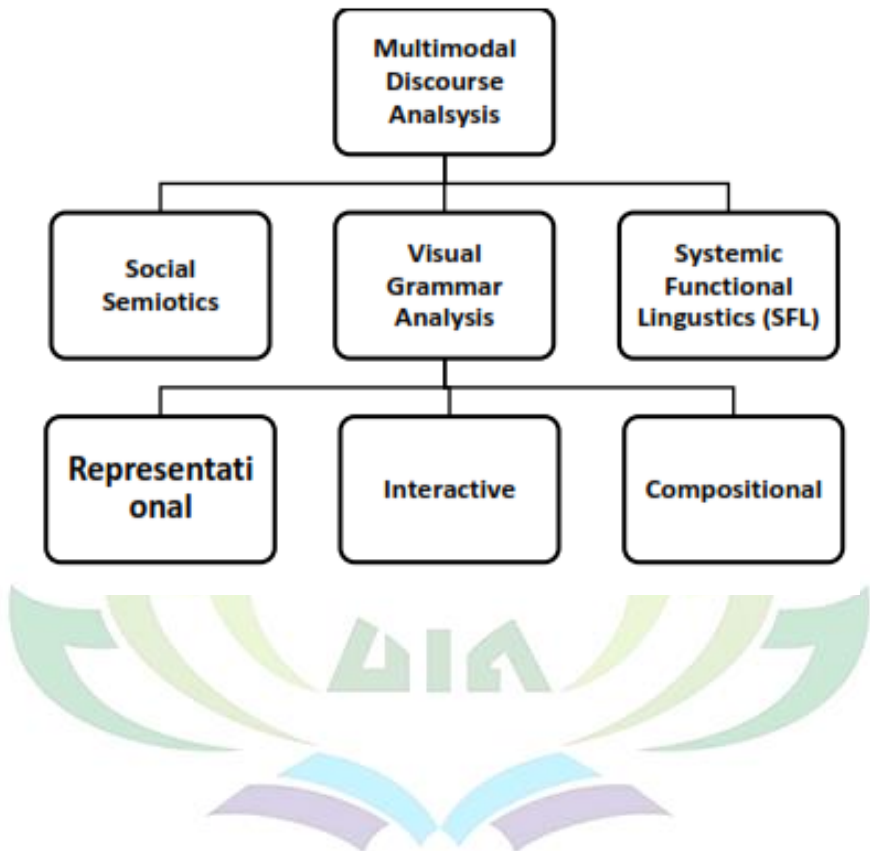 Multimodal
Discourse
Analsysis
Social
Semiotics
Visual
Grammar
Analysis
Systemic
Functional
Lingustics (SFL)
Representati
onal
Interactive
Compositional